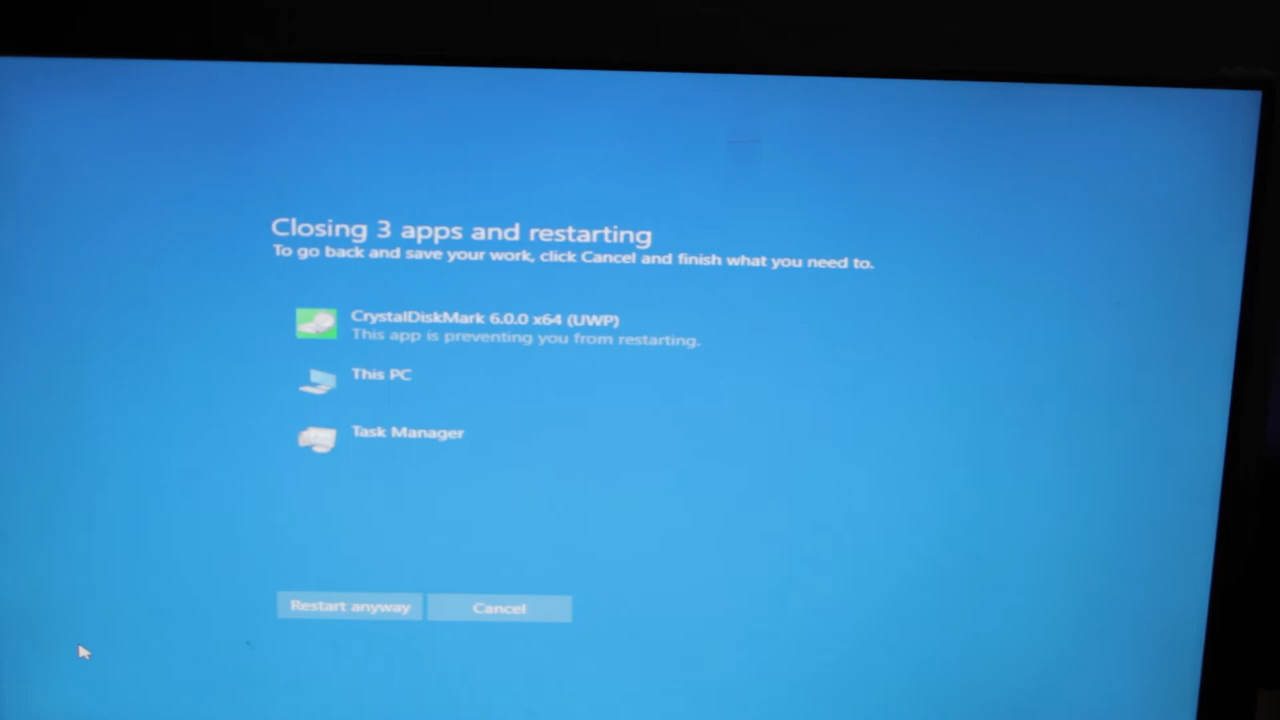 Closing 3 apps and restarting
To go back and save your work, click Cancel and finish what you need to.
CrystalDiskMark 6.0.0 x64 (UWP)
This app is preventing you from restarting.
This PC
Task Manager
Restart anyway
Cancel